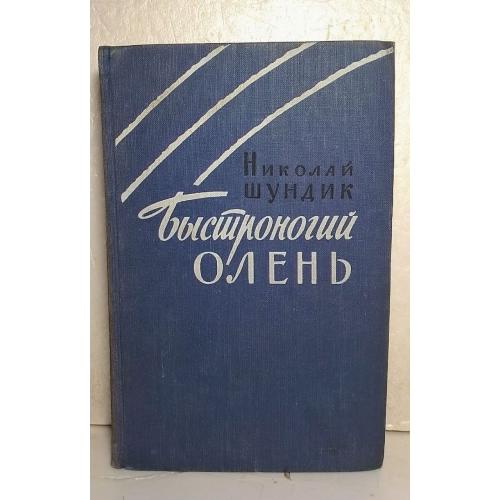 Николай
Шундик
Быстроногий
ОЛЕНЬ